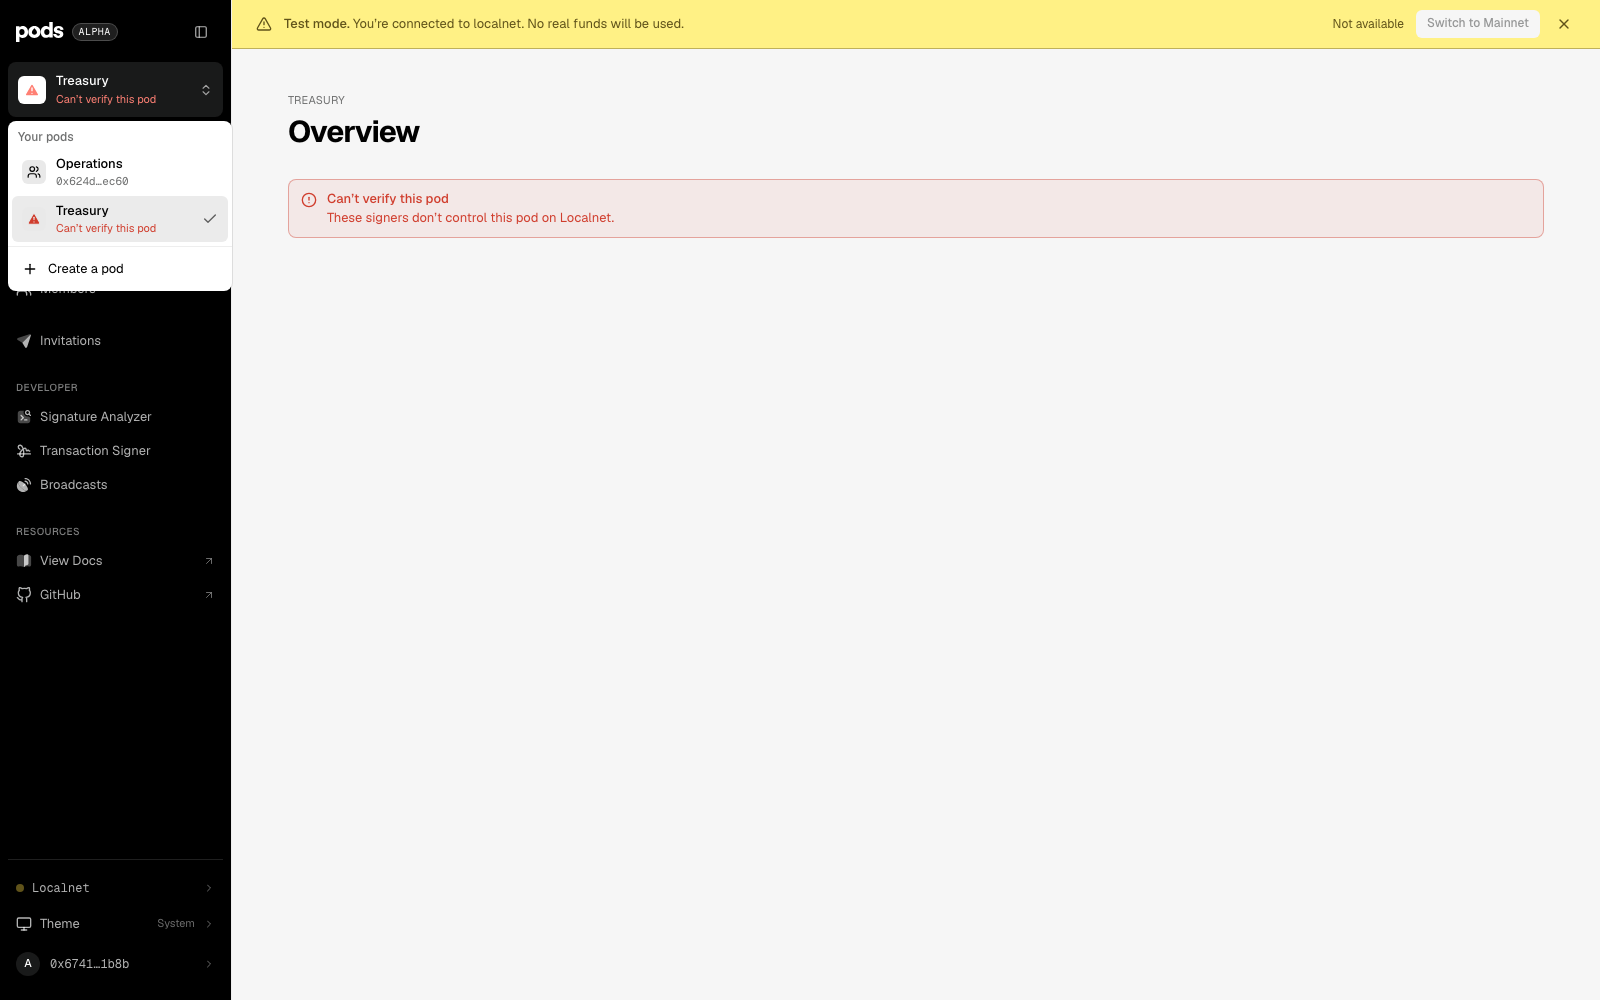 pods ALPHA
Treasury
Can't verify this pod
Your pods
Operations
0x624d…ec60
Treasury
Can't verify this pod
Create a pod
Members
Invitations
DEVELOPER
Signature Analyzer
Transaction Signer
Broadcasts
RESOURCES
View Docs
GitHub
Localnet
Theme System
A 0x6741…1b8b
Test mode. You're connected to localnet. No real funds will be used.
Not available Switch to Mainnet
TREASURY
Overview
Can't verify this pod
These signers don't control this pod on Localnet.